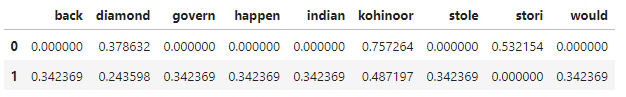 back diamond govern happen indian kohinoor stole stori would
0 0.000000 0.378632 0.000000 0.000000 0.000000 0.757264 0.000000 0.532154 0.000000
1 0.342369 0.243598 0.342369 0.342369 0.342369 0.487197 0.342369 0.000000 0.342369